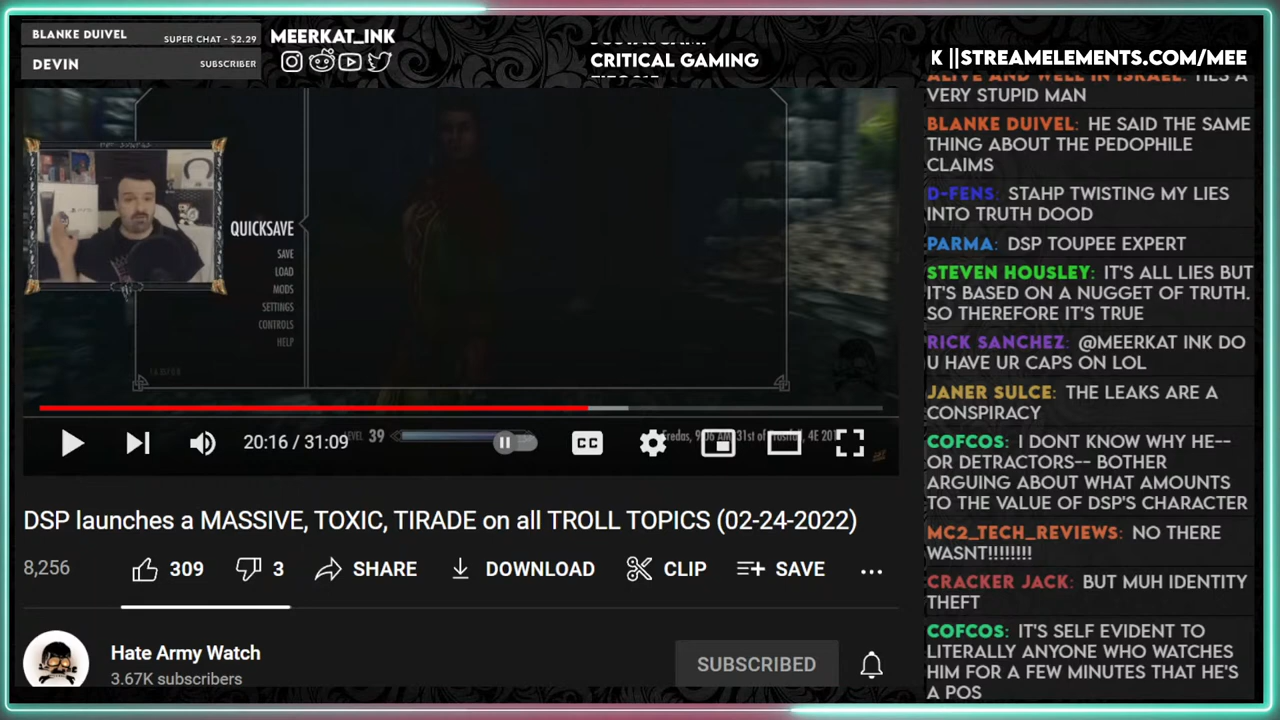 BLANKE DUIVEL SUPER CHAT - $2.29
DEVIN SUBSCRIBER
MEERKAT_INK
CRITICAL GAMING
K ||STREAMELEMENTS.COM/MEE
QUICKSAVE
SAVE
LOAD
MODS
SETTINGS
CONTROLS
HELP
LEVEL 39
20:16 / 31:09
CC
DSP launches a MASSIVE, TOXIC, TIRADE on all TROLL TOPICS (02-24-2022)
8,256 309 3 SHARE DOWNLOAD CLIP SAVE ...
Hate Army Watch
3.67K subscribers
SUBSCRIBED
ALIVE AND WELL IN ISRAEL: HES A
VERY STUPID MAN
BLANKE DUIVEL: HE SAID THE SAME
THING ABOUT THE PEDOPHILE
CLAIMS
D-FENS: STAHP TWISTING MY LIES
INTO TRUTH DOOD
PARMA: DSP TOUPEE EXPERT
STEVEN HOUSLEY: IT'S ALL LIES BUT
IT'S BASED ON A NUGGET OF TRUTH.
SO THEREFORE IT'S TRUE
RICK SANCHEZ: @MEERKAT INK DO
U HAVE UR CAPS ON LOL
JANER SULCE: THE LEAKS ARE A
CONSPIRACY
COFCOS: I DONT KNOW WHY HE--
OR DETRACTORS-- BOTHER
ARGUING ABOUT WHAT AMOUNTS
TO THE VALUE OF DSP'S CHARACTER
MC2_TECH_REVIEWS: NO THERE
WASNT!!!!!!!!
CRACKER JACK: BUT MUH IDENTITY
THEFT
COFCOS: IT'S SELF EVIDENT TO
LITERALLY ANYONE WHO WATCHES
HIM FOR A FEW MINUTES THAT HE'S
A POS